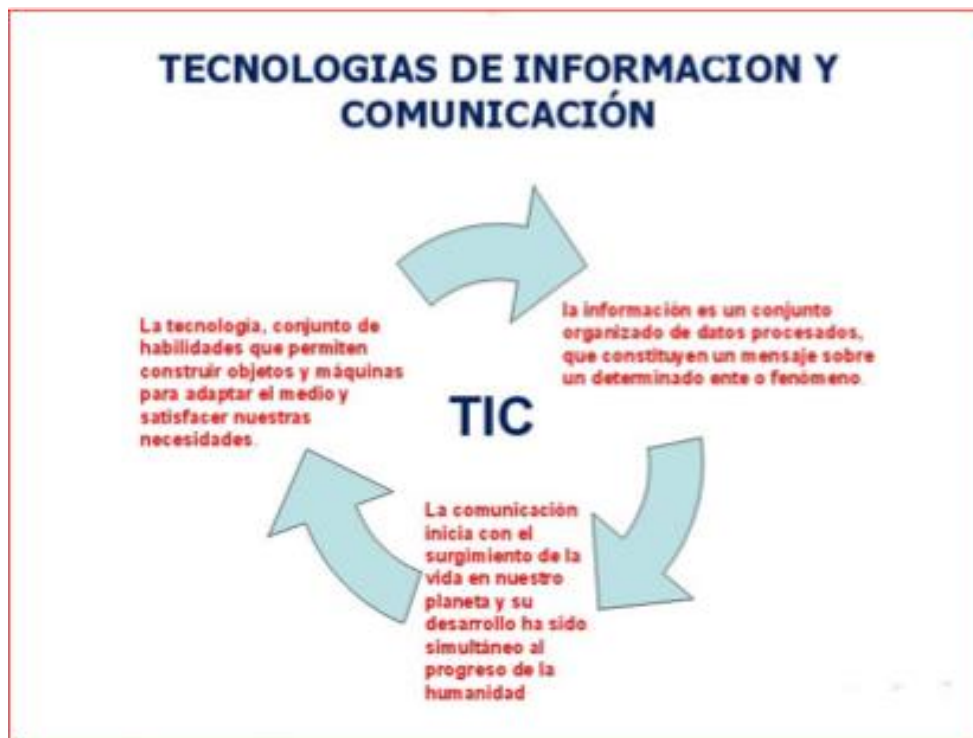 TECNOLOGIAS DE INFORMACION Y
COMUNICACIÓN
La tecnología, conjunto de
habilidades que permiten
construir objetos y máquinas
para adaptar el medio y
satisfacer nuestras
necesidades.
la información es un conjunto
organizado de datos procesados,
que constituyen un mensaje sobre
un determinado ente o fenómeno.
TIC
La comunicación
inicia con el
surgimiento de la
vida en nuestro
planeta y su
desarrollo ha sido
simultáneo al
progreso de la
humanidad